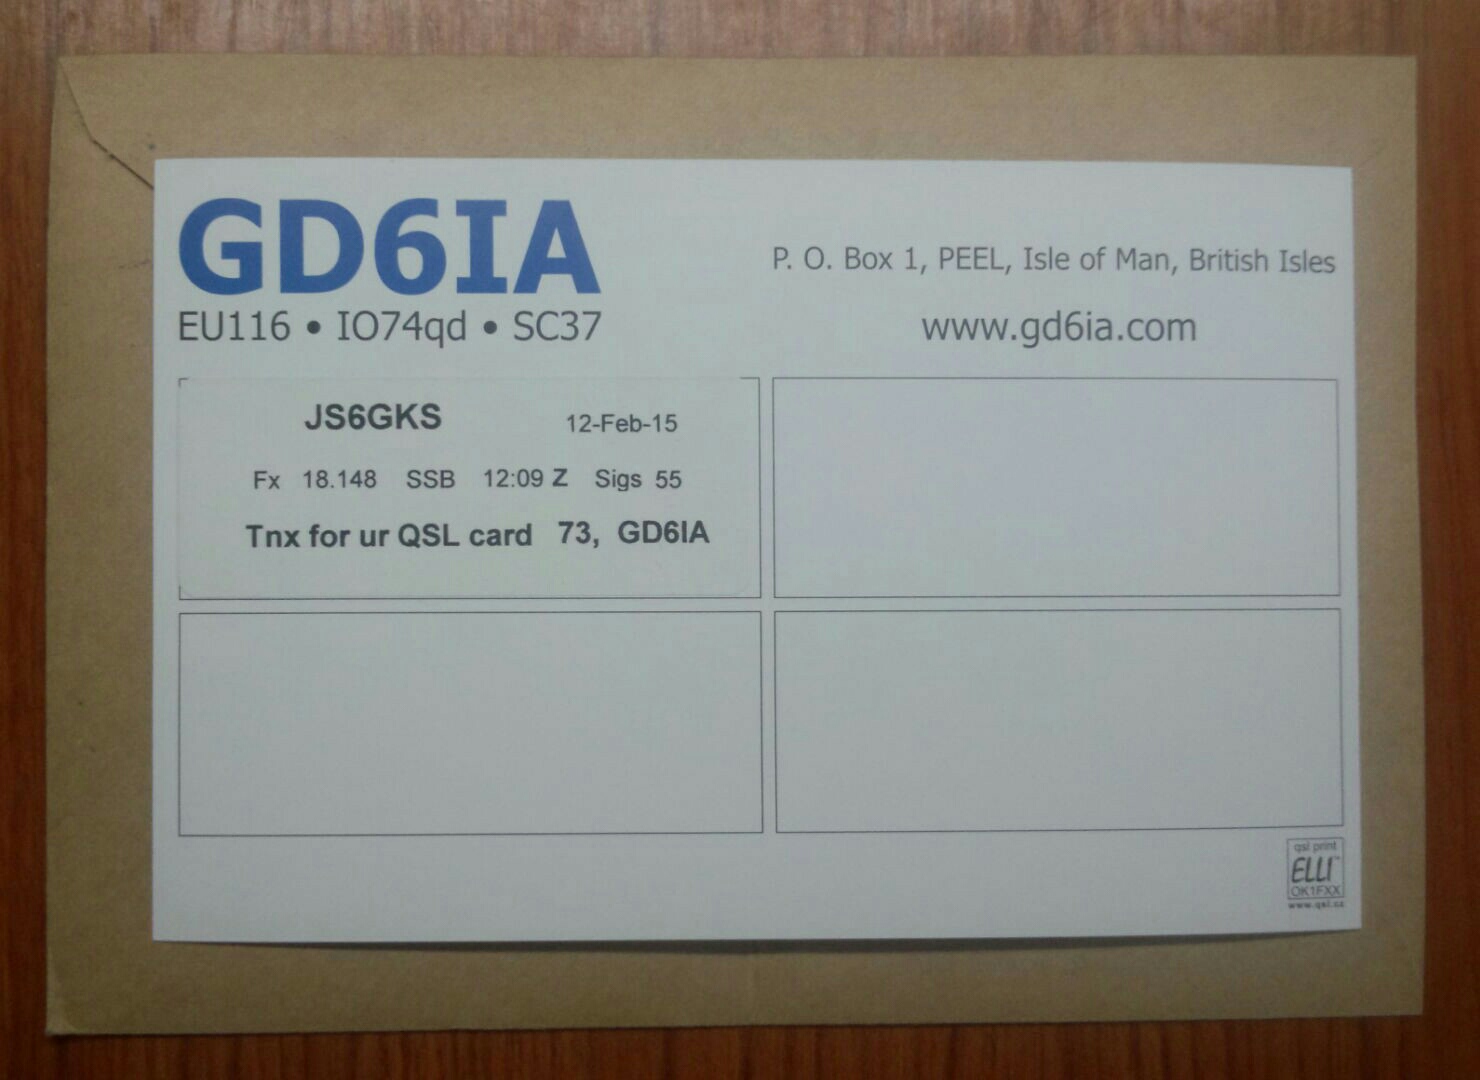 GD6IA
P. O. Box 1, PEEL, Isle of Man, British Isles
EU116 • IO74qd • SC37
www.gd6ia.com
JS6GKS 12-Feb-15
Fx 18.148 SSB 12:09 Z Sigs 55
Tnx for ur QSL card 73, GD6IA
qsl print
ELLI™
OK1FXX
www.qsl.cz